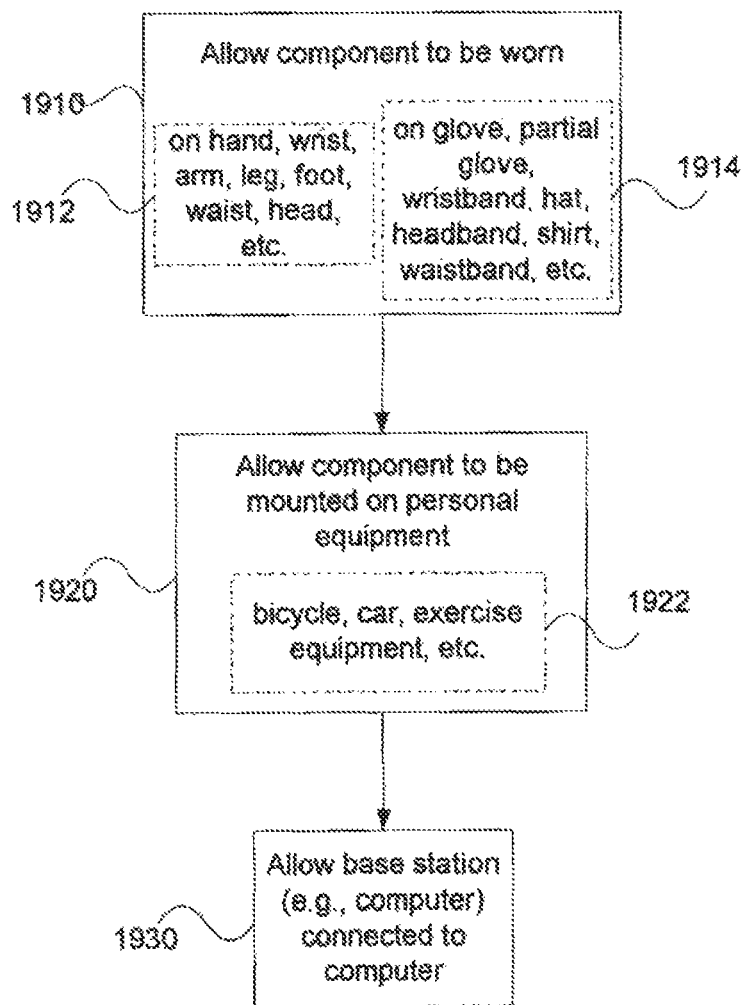 Allow component to be worn
1910
on hand, wrist,
arm, leg, foot,
waist, head,
etc.
1912
on glove, partial
glove,
wristband, hat,
headband, shirt,
waistband, etc.
1914
Allow component to be
mounted on personal
equipment
1920
bicycle, car, exercise
equipment, etc.
1922
Allow base station
(e.g., computer)
connected to
computer
1930